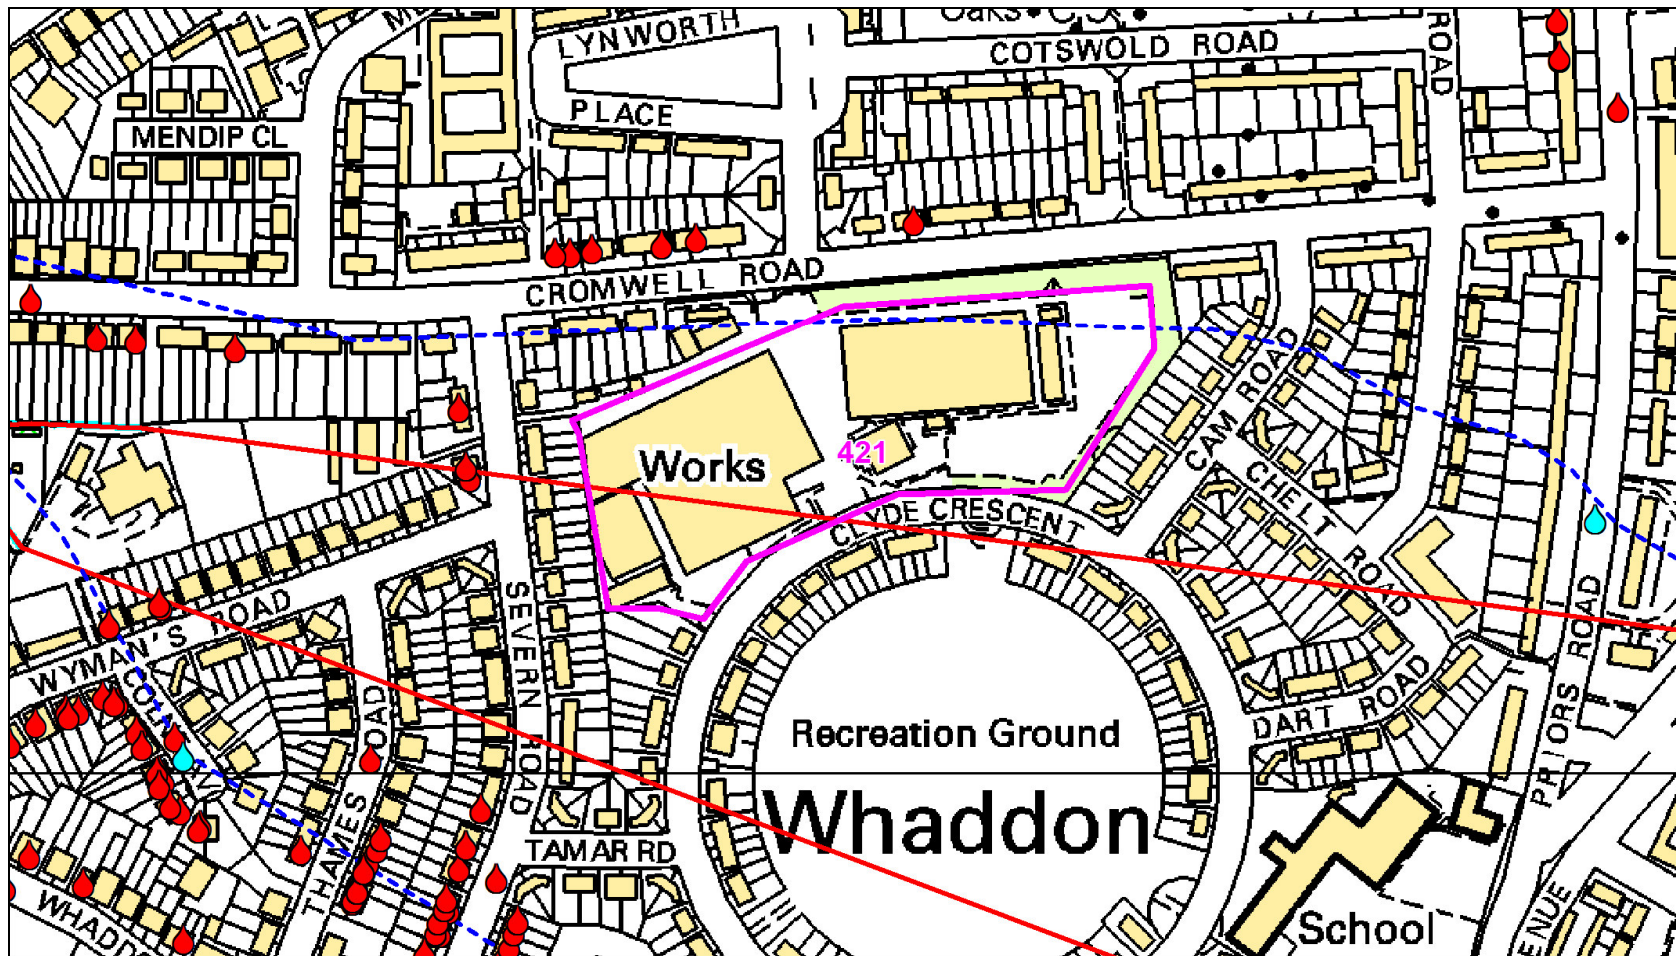 LYNWORTH
PLACE
COTSWOLD ROAD
ROAD
MENDIP CL
CROMWELL ROAD
Works
421
CAM ROAD
CHELT ROAD
CLYDE CRESCENT
WYMAN'S ROAD
SEVERN ROAD
DART ROAD
PRIORS ROAD
Recreation Ground
Whaddon
THAMES ROAD
TAMAR RD
School